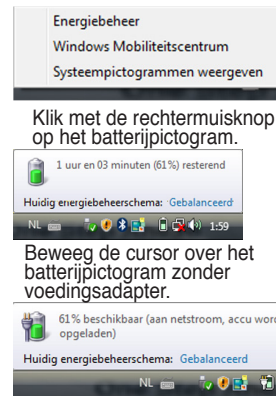 Energiebeheer
Windows Mobiliteitscentrum
Systeempictogrammen weergeven
Klik met de rechtermuisknop
op het batterijpictogram.
1 uur en 03 minuten (61%) resterend
Huidig energiebeheerschema: Gebalanceerd
NL 1:59
Beweeg de cursor over het
batterijpictogram zonder
voedingsadapter.
61% beschikbaar (aan netstroom, accu
opgeladen)
Huidig energiebeheerschema: Gebalanceerd
NL